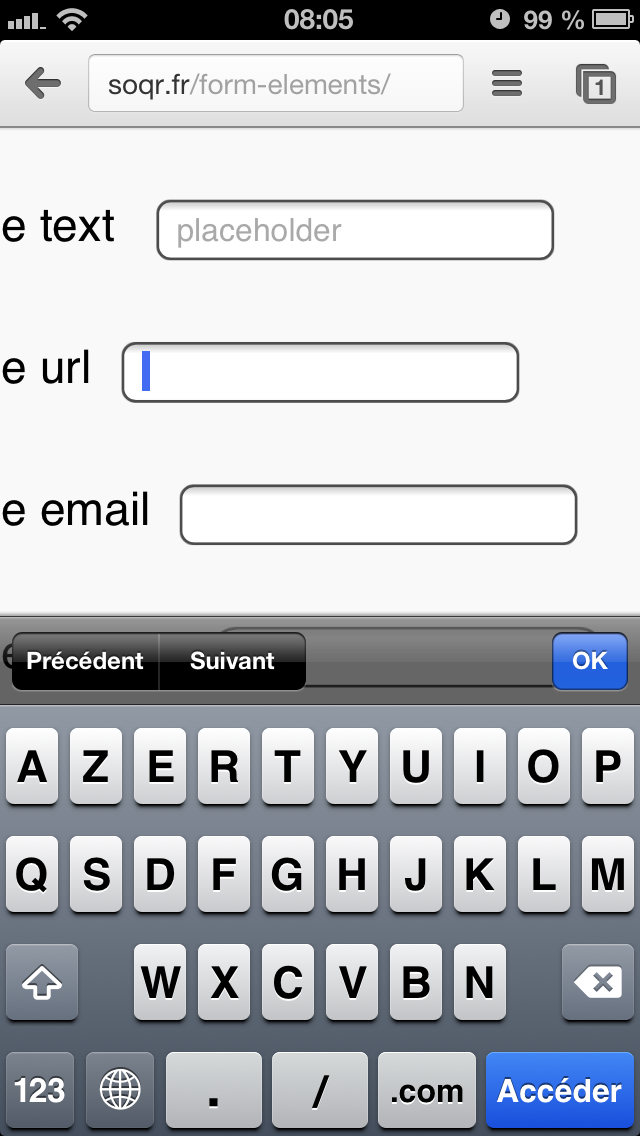 08:05 99 %
soqr.fr/form-elements/ 1
e text placeholder
e url
e email
Précédent Suivant OK
A Z E R T Y U I O P
Q S D F G H J K L M
W X C V B N
123 . / .com Accéder